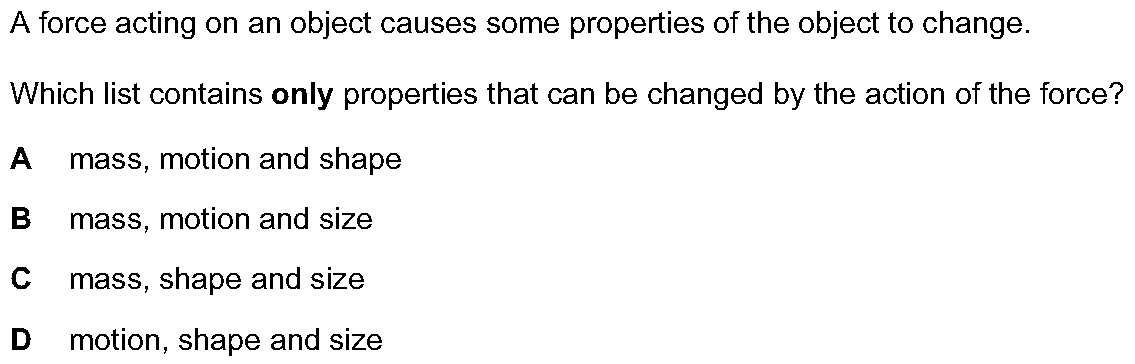 A force acting on an object causes some properties of the object to change.
Which list contains only properties that can be changed by the action of the force?
A mass, motion and shape
B mass, motion and size
C mass, shape and size
D motion, shape and size